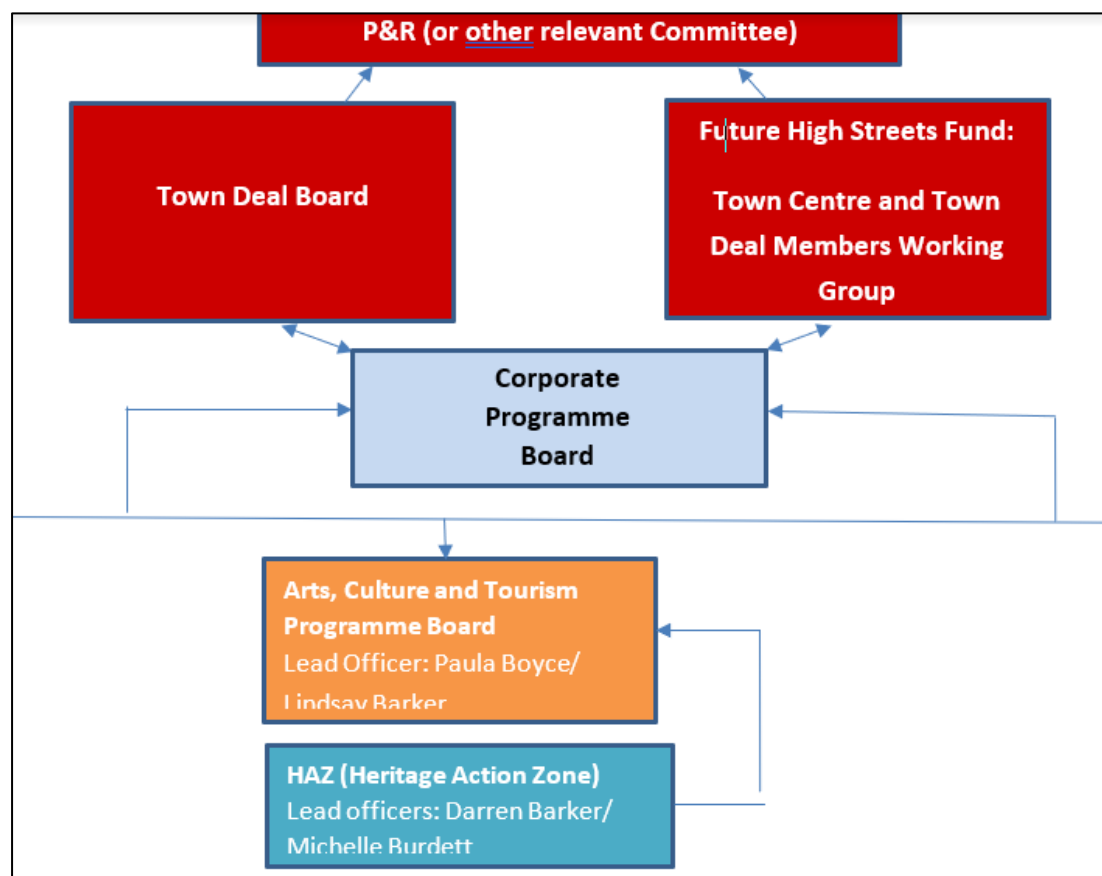 P&R (or other relevant Committee)
Town Deal Board
Future High Streets Fund:
Town Centre and Town
Deal Members Working
Group
Corporate
Programme
Board
Arts, Culture and Tourism
Programme Board
Lead Officer: Paula Boyce/
Lindsay Barker
HAZ (Heritage Action Zone)
Lead officers: Darren Barker/
Michelle Burdett